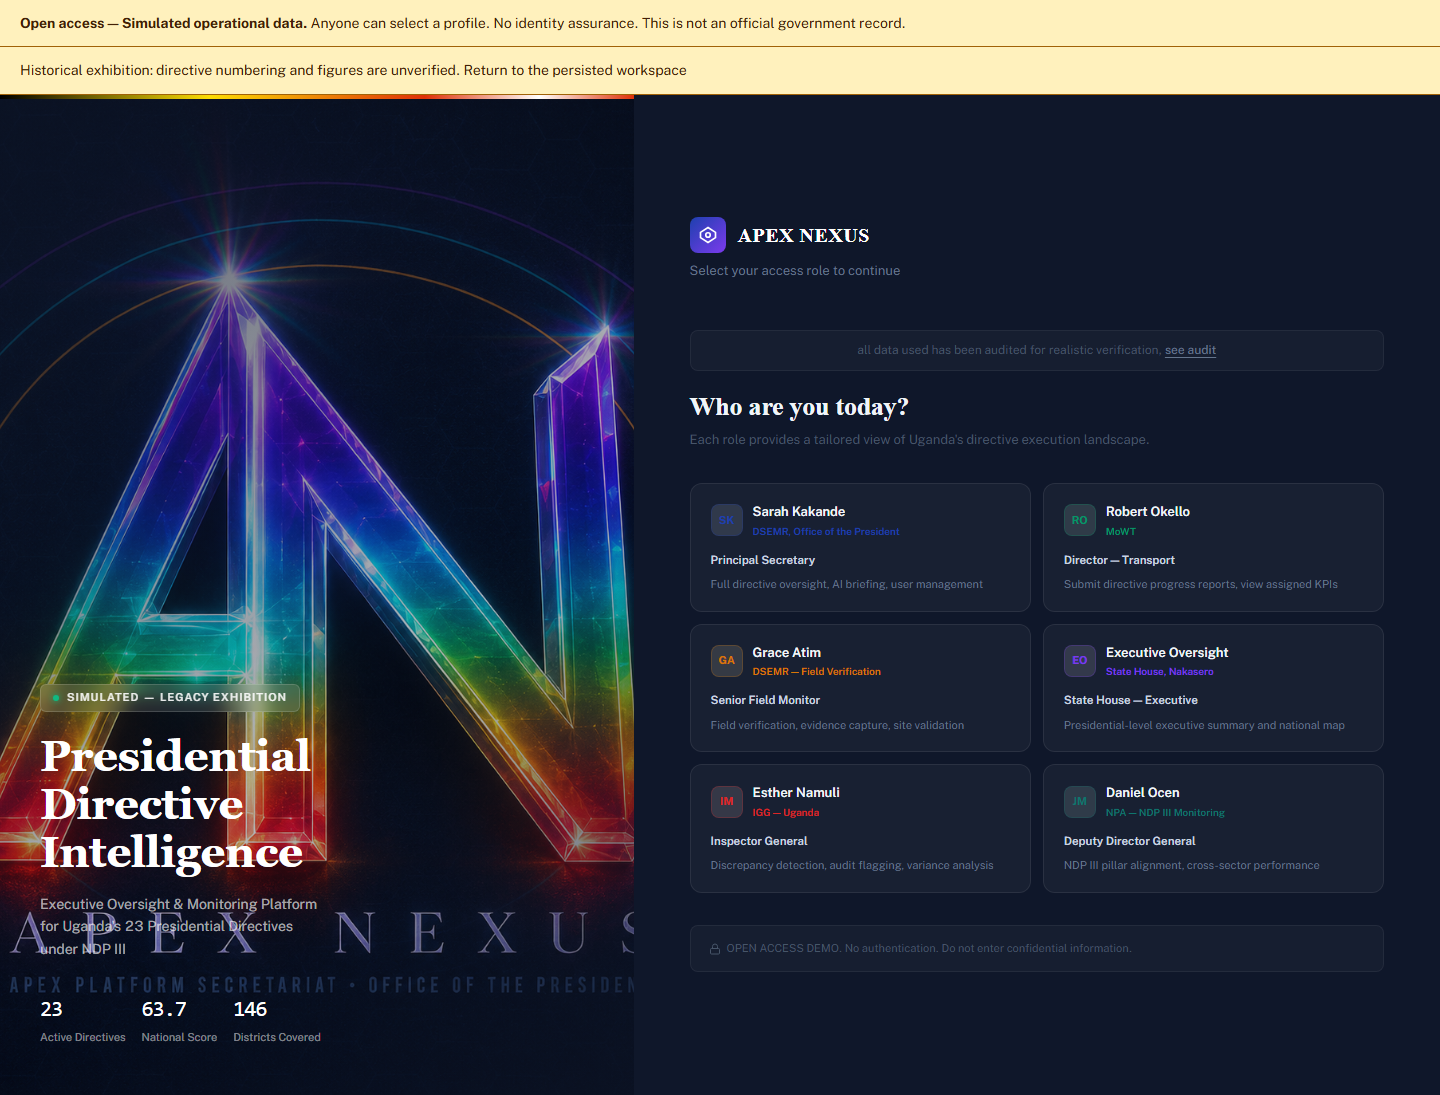 Open access — Simulated operational data. Anyone can select a profile. No identity assurance. This is not an official government record.
Historical exhibition: directive numbering and figures are unverified. Return to the persisted workspace
SIMULATED — LEGACY EXHIBITION
Presidential
Directive
Intelligence
Executive Oversight & Monitoring Platform
for Uganda's 23 Presidential Directives
under NDP III
APEX NEXUS
APEX PLATFORM SECRETARIAT • OFFICE OF THE PRESIDEN
23
Active Directives
63.7
National Score
146
Districts Covered
APEX NEXUS
Select your access role to continue
all data used has been audited for realistic verification, see audit
Who are you today?
Each role provides a tailored view of Uganda's directive execution landscape.
SK
Sarah Kakande
DSEMR, Office of the President
Principal Secretary
Full directive oversight, AI briefing, user management
RO
Robert Okello
MoWT
Director — Transport
Submit directive progress reports, view assigned KPIs
GA
Grace Atim
DSEMR — Field Verification
Senior Field Monitor
Field verification, evidence capture, site validation
EO
Executive Oversight
State House, Nakasero
State House — Executive
Presidential-level executive summary and national map
IM
Esther Namuli
IGG — Uganda
Inspector General
Discrepancy detection, audit flagging, variance analysis
JM
Daniel Ocen
NPA — NDP III Monitoring
Deputy Director General
NDP III pillar alignment, cross-sector performance
OPEN ACCESS DEMO. No authentication. Do not enter confidential information.